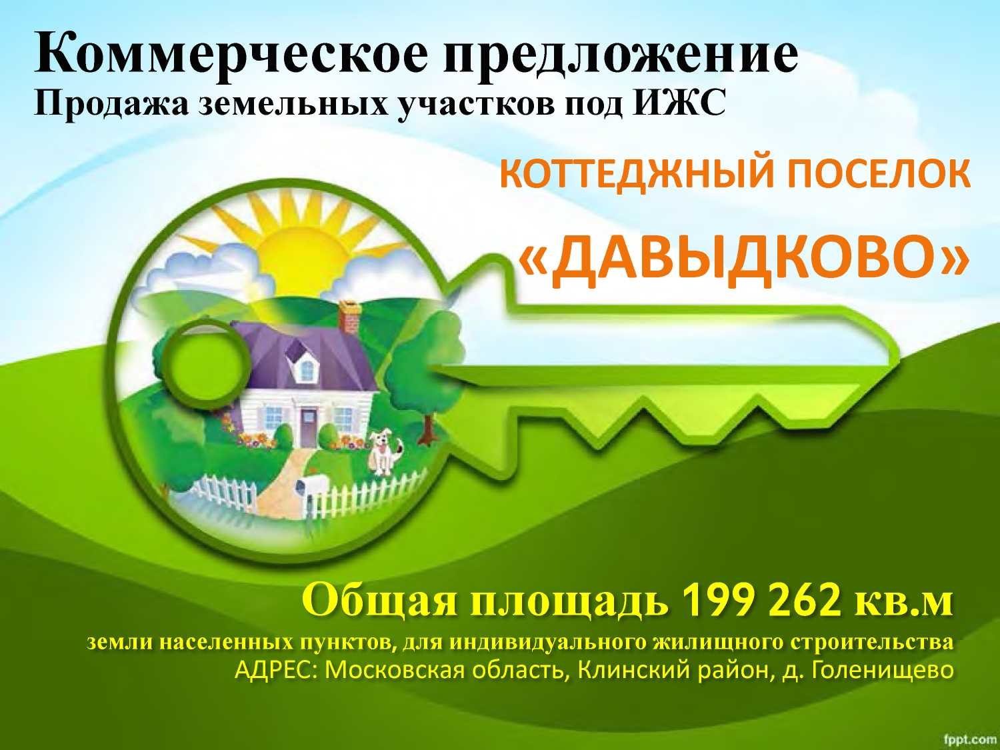 Коммерческое предложение
Продажа земельных участков под ИЖС
КОТТЕДЖНЫЙ ПОСЕЛОК
«ДАВЫДКОВО»
Общая площадь 199 262 кв.м
земли населенных пунктов, для индивидуального жилищного строительства
АДРЕС: Московская область, Клинский район, д. Голенищево
fppt.com